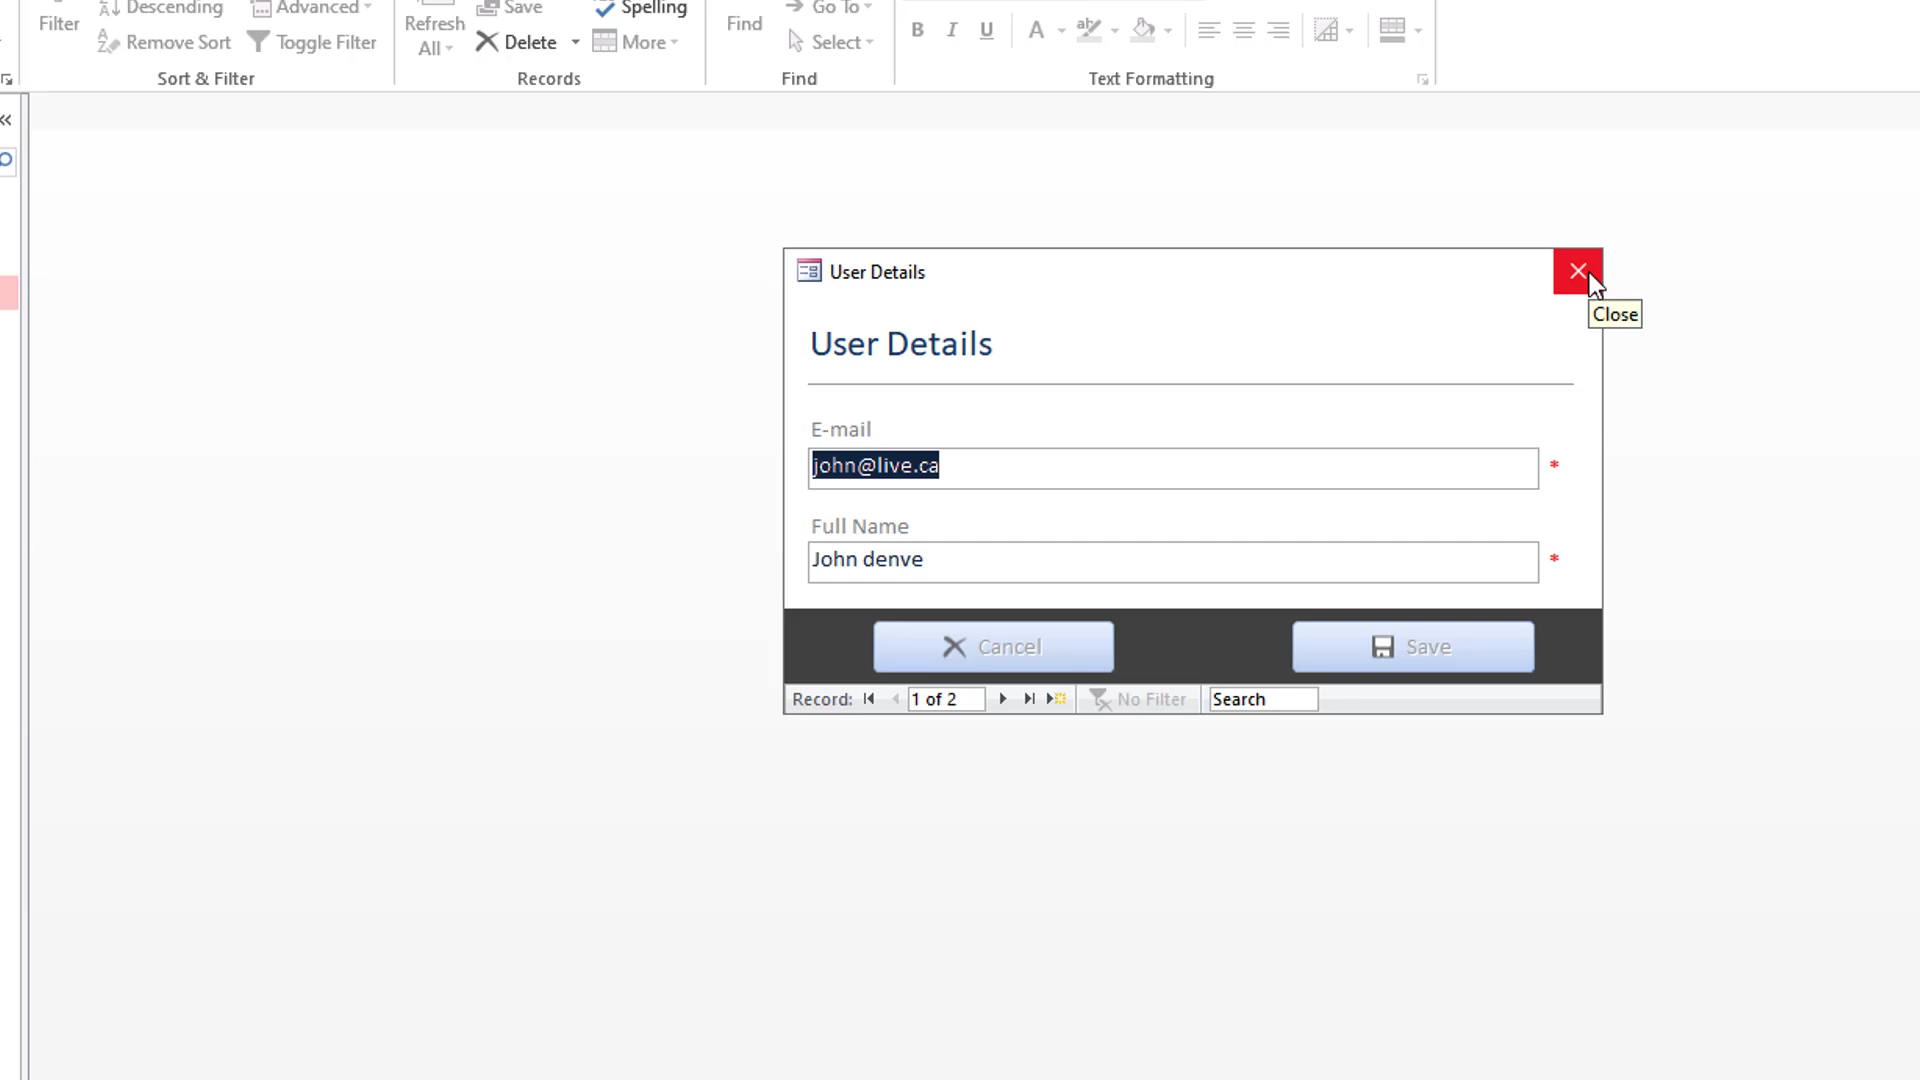 Filter
Descending
Remove Sort
Advanced
Toggle Filter
Sort & Filter
Refresh
All
Save
Delete
Spelling
More
Records
Find
Go To
Select
Find
B I U A
Text Formatting
User Details
Close
User Details
E-mail
john@live.ca
*
Full Name
John denve
*
Cancel
Save
Record: 1 of 2 No Filter Search